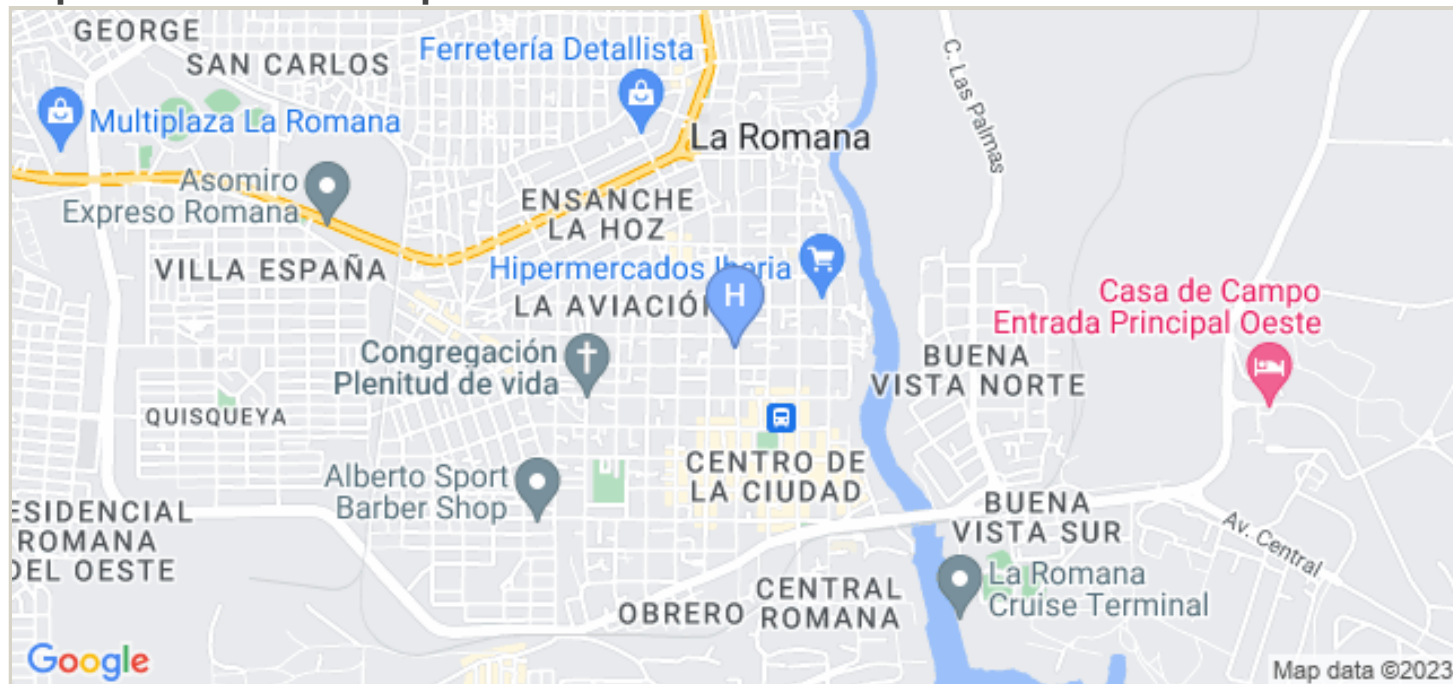 GEORGE
SAN CARLOS
Ferretería Detallista
C. Las Palmas
Multiplaza La Romana
La Romana
Asomiro
Expreso Romana
ENSANCHE
LA HOZ
VILLA ESPAÑA
Hipermercados Iberia
H
LA AVIACIÓN
Casa de Campo
Entrada Principal Oeste
Congregación
Plenitud de vida
BUENA
VISTA NORTE
QUISQUEYA
CENTRO DE
LA CIUDAD
Alberto Sport
Barber Shop
BUENA
VISTA SUR
ESIDENCIAL
ROMANA
DEL OESTE
Av. Central
La Romana
Cruise Terminal
CENTRAL
ROMANA
OBRERO
Google
Map data ©2023